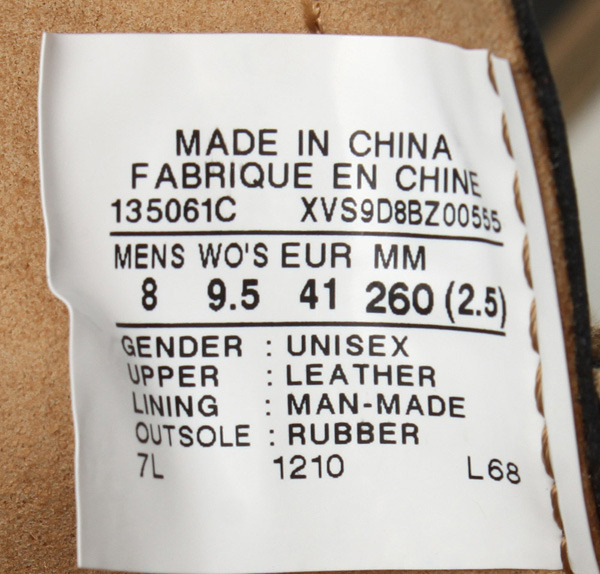 MADE IN CHINA
FABRIQUE EN CHINE
135061C XVS9D8BZ00555
MENS WO'S EUR MM
8 9.5 41 260 (2.5)
GENDER : UNISEX
UPPER : LEATHER
LINING : MAN-MADE
OUTSOLE : RUBBER
7L 1210 L68